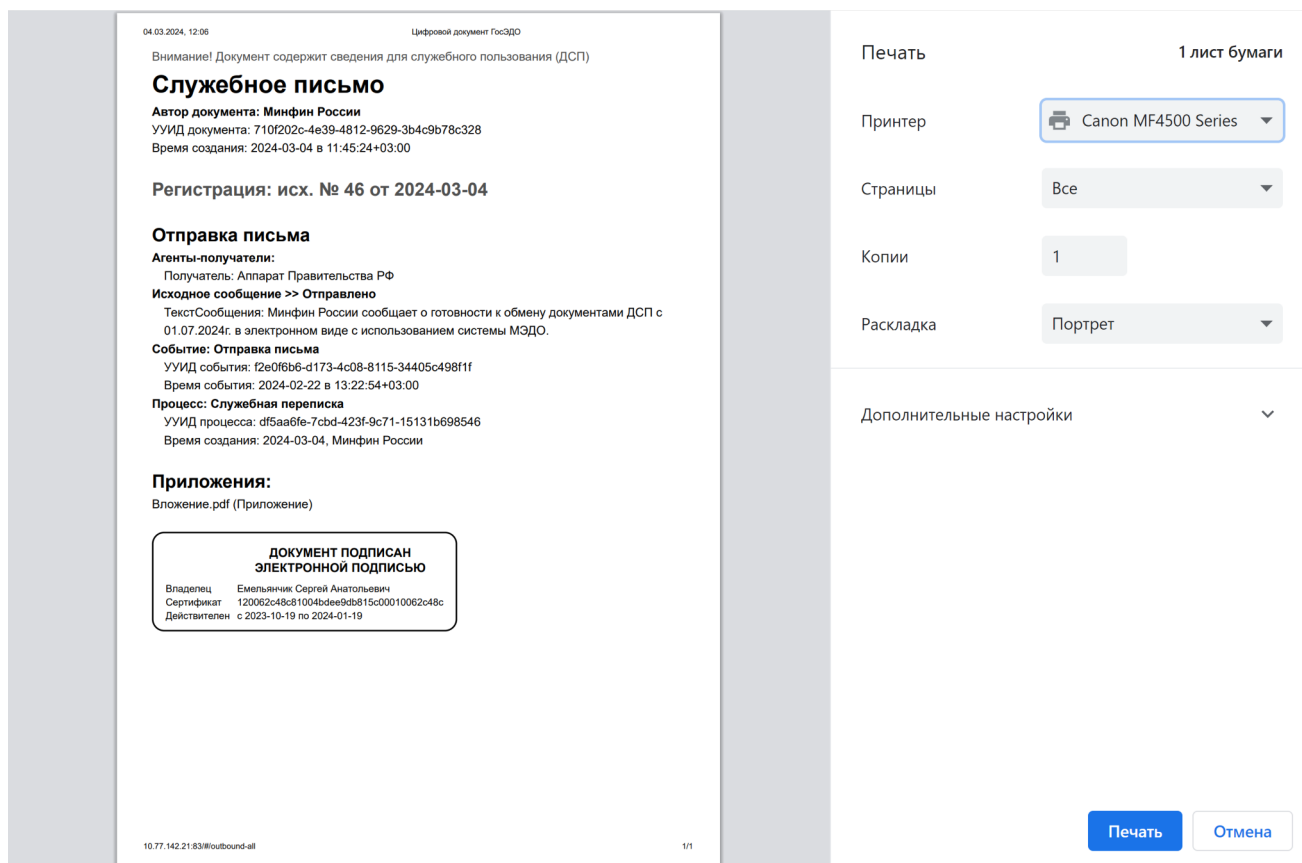 04.03.2024, 12:06 Цифровой документ ГосЭДО
Внимание! Документ содержит сведения для служебного пользования (ДСП)
Служебное письмо
Автор документа: Минфин России
УУИД документа: 710f202c-4e39-4812-9629-3b4c9b78c328
Время создания: 2024-03-04 в 11:45:24+03:00
Регистрация: исх. № 46 от 2024-03-04
Отправка письма
Агенты-получатели:
Получатель: Аппарат Правительства РФ
Исходное сообщение >> Отправлено
ТекстСообщения: Минфин России сообщает о готовности к обмену документами ДСП с
01.07.2024г. в электронном виде с использованием системы МЭДО.
Событие: Отправка письма
УУИД события: f2e0f6b6-d173-4c08-8115-34405c498f1f
Время события: 2024-02-22 в 13:22:54+03:00
Процесс: Служебная переписка
УУИД процесса: df5aa6fe-7cbd-423f-9c71-15131b698546
Время создания: 2024-03-04, Минфин России
Приложения:
Вложение.pdf (Приложение)
ДОКУМЕНТ ПОДПИСАН
ЭЛЕКТРОННОЙ ПОДПИСЬЮ
Владелец Емельянчик Сергей Анатольевич
Сертификат 120062c48c81004bdee9db815c00010062c48c
Действителен с 2023-10-19 по 2024-01-19
10.77.142.21:83/#/outbound-all 1/1
Печать 1 лист бумаги
Принтер Canon MF4500 Series
Страницы Все
Копии 1
Раскладка Портрет
Дополнительные настройки
Печать Отмена